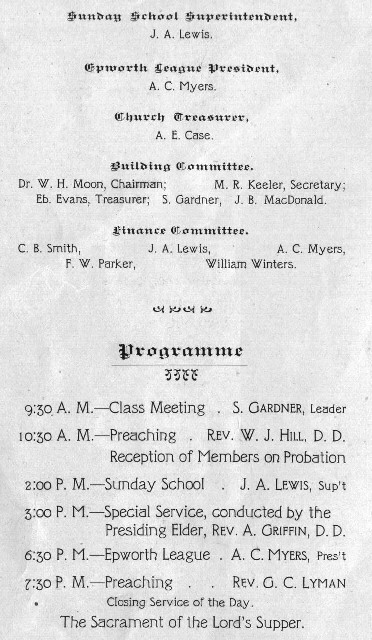 Sunday School Superintendent,
J. A. Lewis.
Epworth League President,
A. C. Myers.
Church Treasurer,
A. E. Case.
Building Committee.
Dr. W. H. Moon, Chairman; M. R. Keeler, Secretary;
Eb. Evans, Treasurer; S. Gardner, J. B. MacDonald.
Finance Committee.
C. B. Smith, J. A. Lewis, A. C. Myers,
F. W. Parker, William Winters.
Programme
9:30 A. M.—Class Meeting . S. GARDNER, Leader
10:30 A. M.—Preaching . REV. W. J. HILL, D. D.
Reception of Members on Probation
2:00 P. M.—Sunday School . J. A. LEWIS, Sup't
3:00 P. M.—Special Service, conducted by the
Presiding Elder, REV. A. GRIFFIN, D. D.
6:30 P. M.—Epworth League . A. C. MYERS, Pres't
7:30 P. M.—Preaching . . REV. G. C. LYMAN
Closing Service of the Day.
The Sacrament of the Lord's Supper.